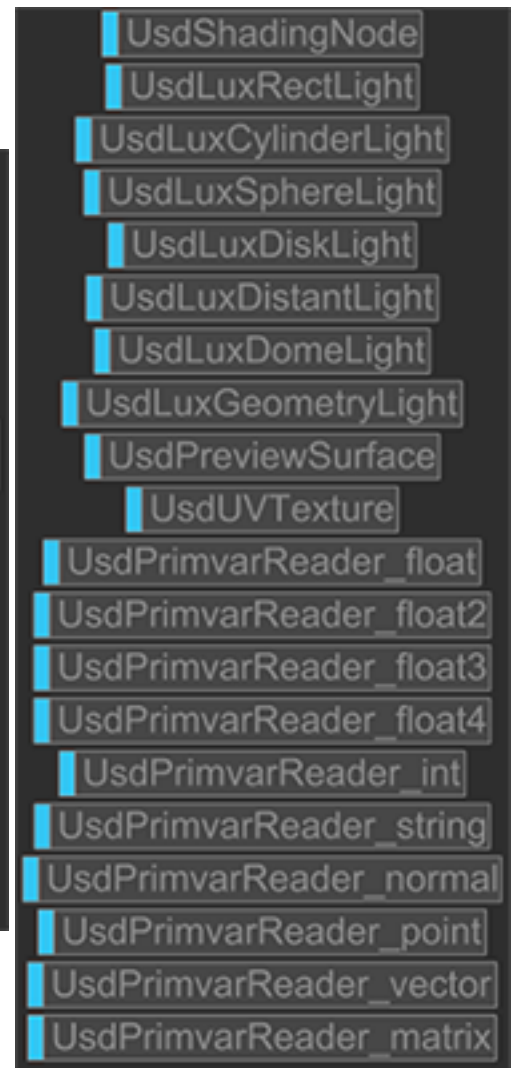 UsdShadingNode
UsdLuxRectLight
UsdLuxCylinderLight
UsdLuxSphereLight
UsdLuxDiskLight
UsdLuxDistantLight
UsdLuxDomeLight
UsdLuxGeometryLight
UsdPreviewSurface
UsdUVTexture
UsdPrimvarReader_float
UsdPrimvarReader_float2
UsdPrimvarReader_float3
UsdPrimvarReader_float4
UsdPrimvarReader_int
UsdPrimvarReader_string
UsdPrimvarReader_normal
UsdPrimvarReader_point
UsdPrimvarReader_vector
UsdPrimvarReader_matrix